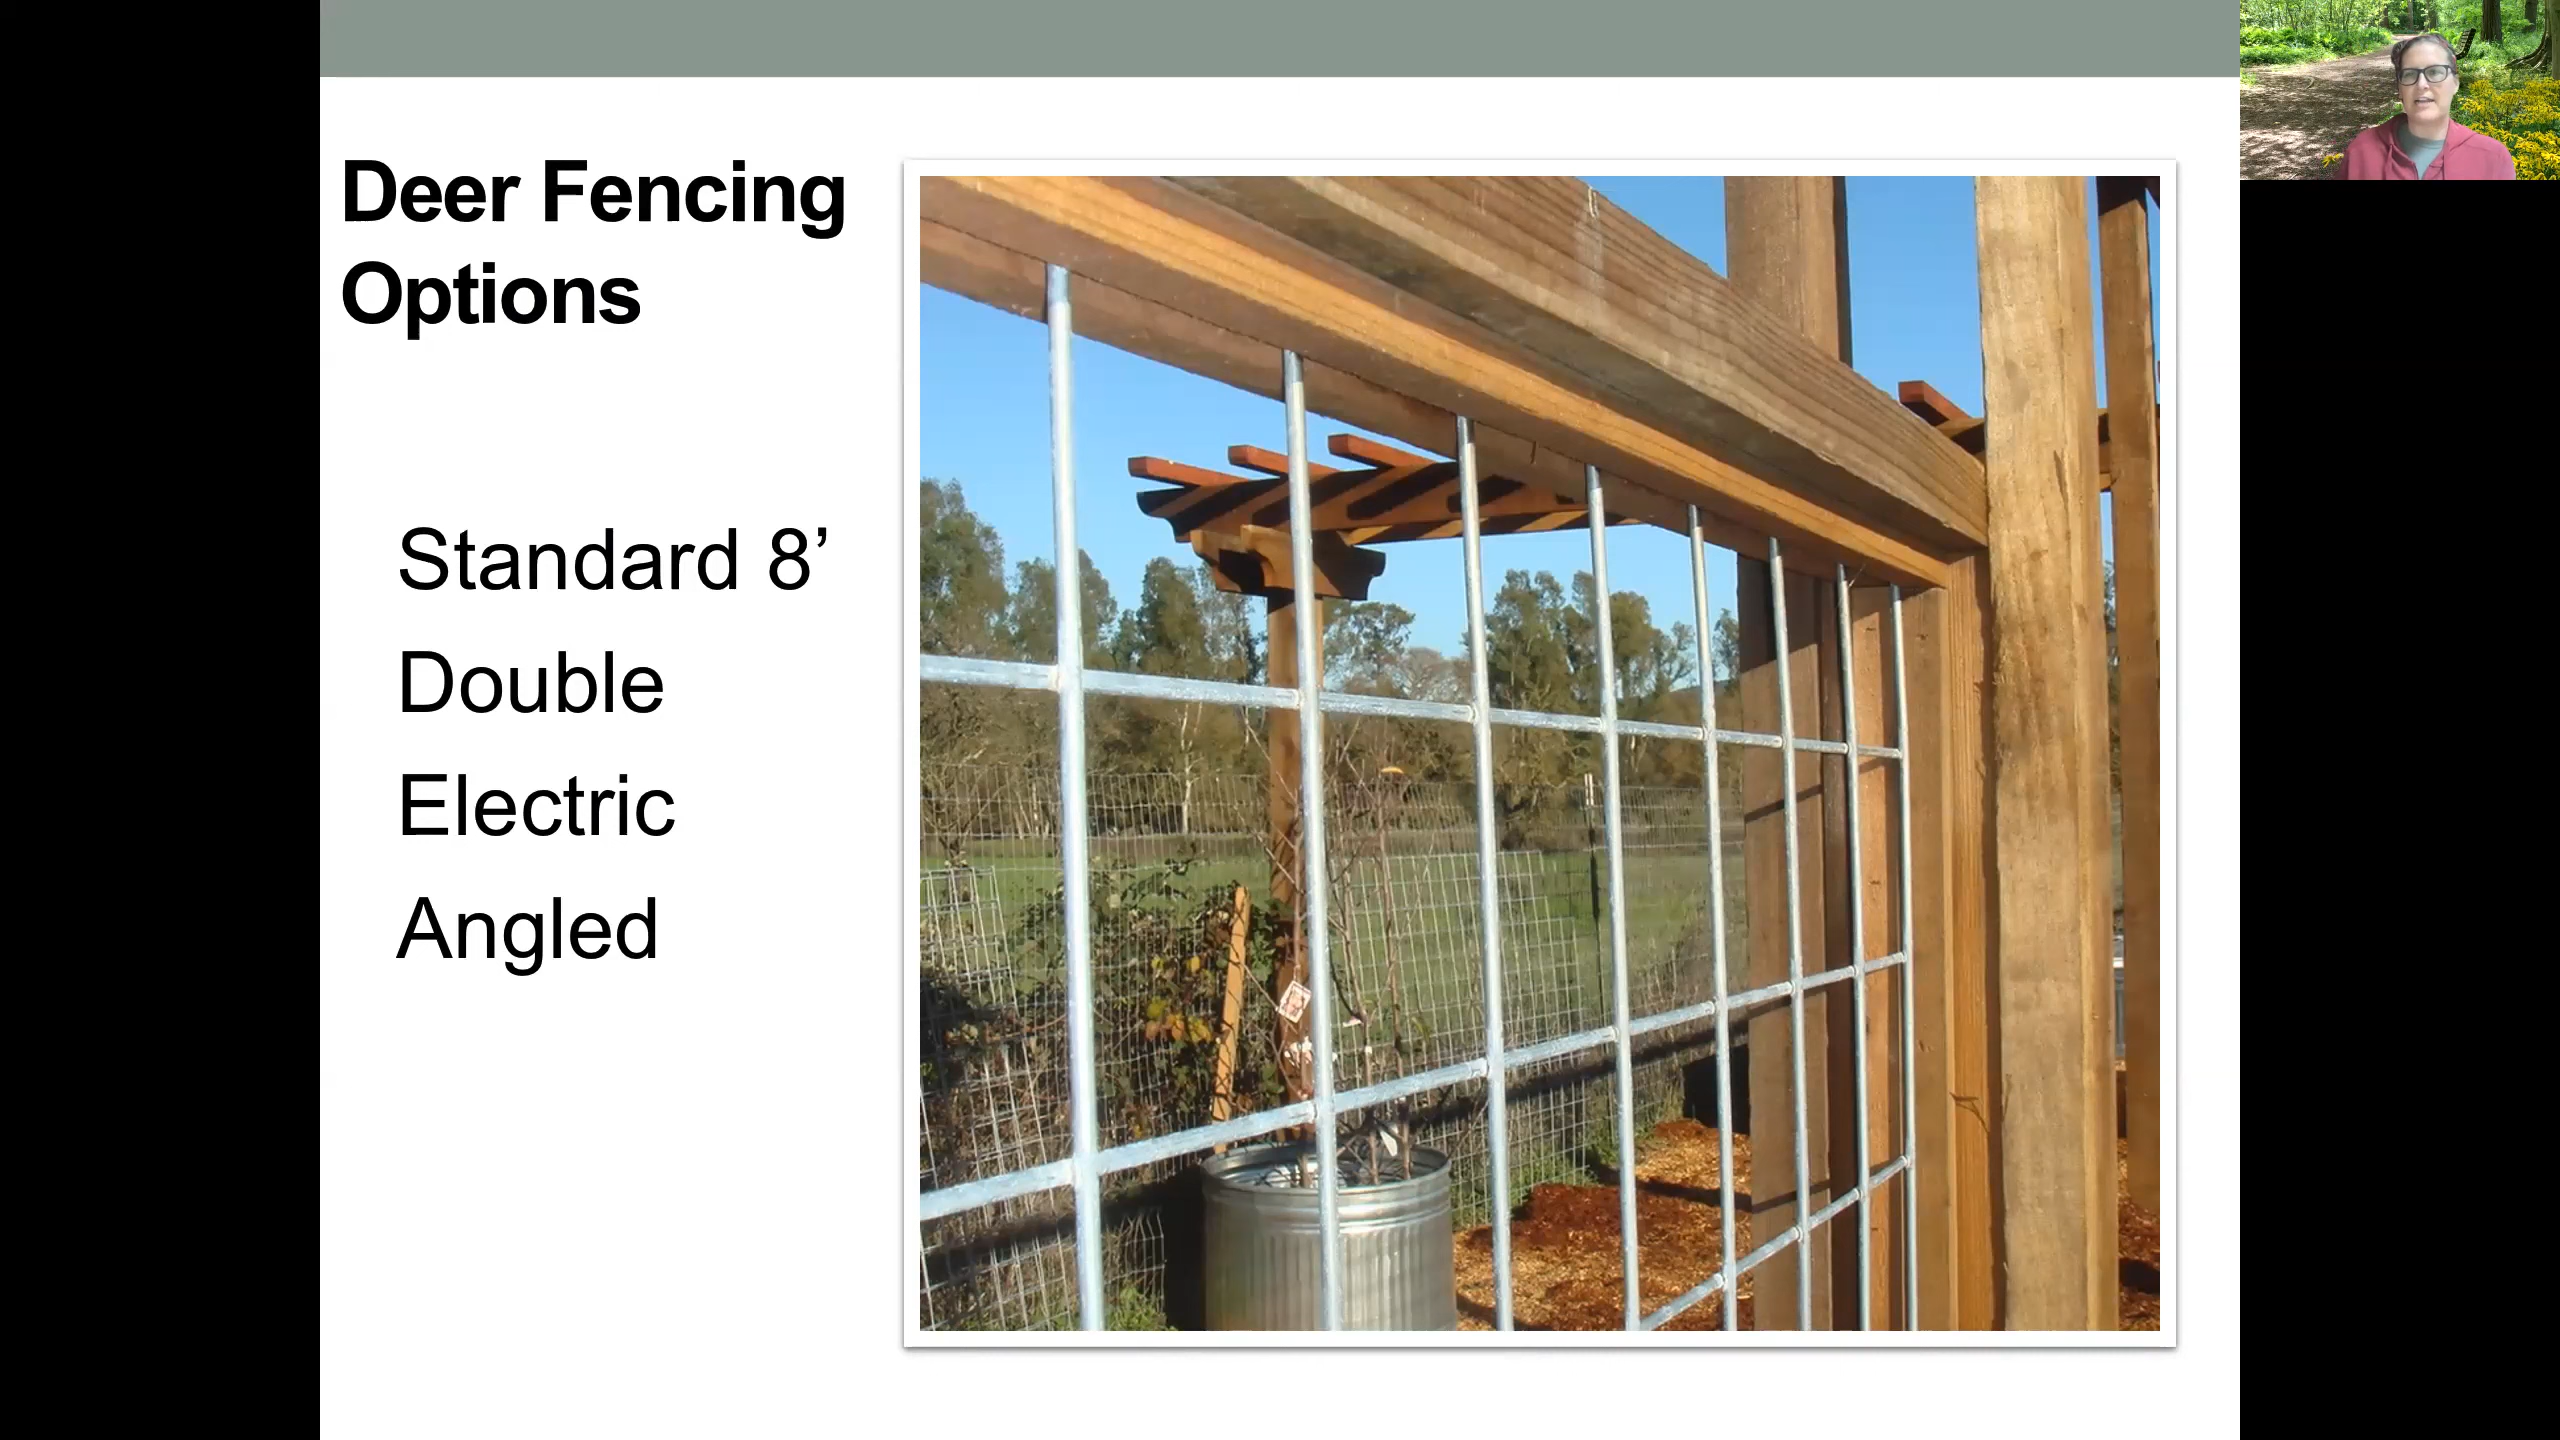 Deer Fencing
Options
Standard 8’
Double
Electric
Angled